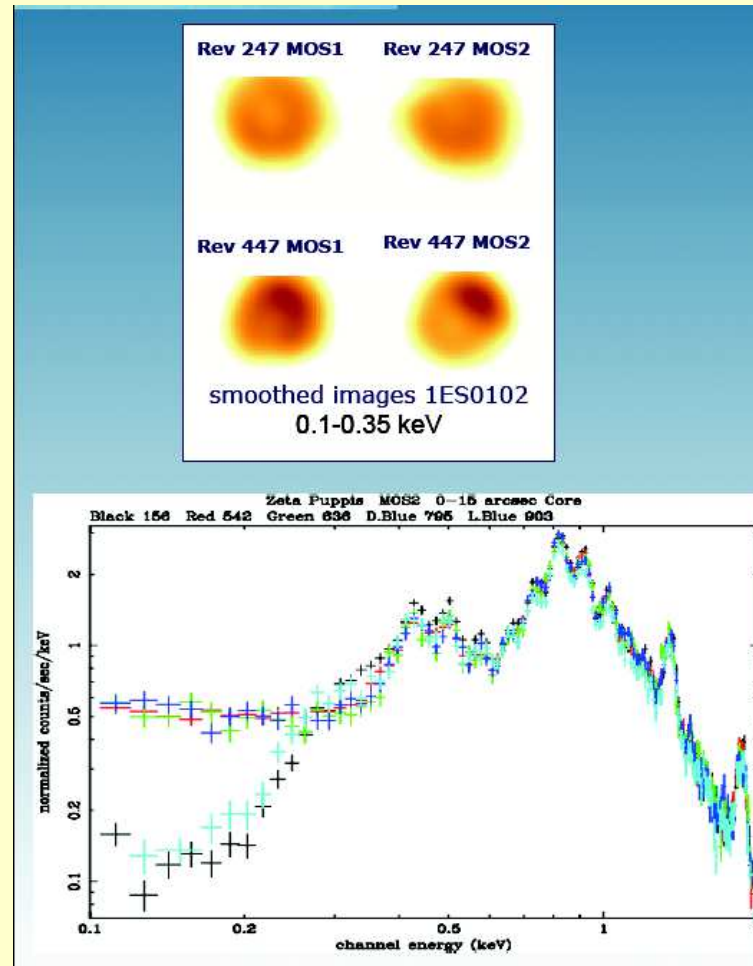 Rev 247 MOS1 Rev 247 MOS2
Rev 447 MOS1 Rev 447 MOS2
smoothed images 1ES0102
0.1-0.35 keV
Zeta Puppis MOS2 0-15 arcsec Core
Black 156 Red 542 Green 636 D.Blue 795 L.Blue 903
normalized counts/sec/keV
2
1
0.5
0.2
0.1
0.1 0.2 0.5 1
channel energy (keV)